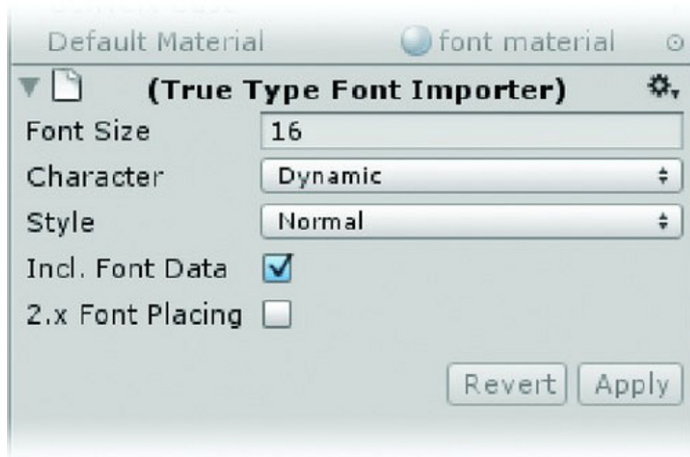 Default Material font material
(True Type Font Importer)
Font Size 16
Character Dynamic
Style Normal
Incl. Font Data
2.x Font Placing
Revert Apply